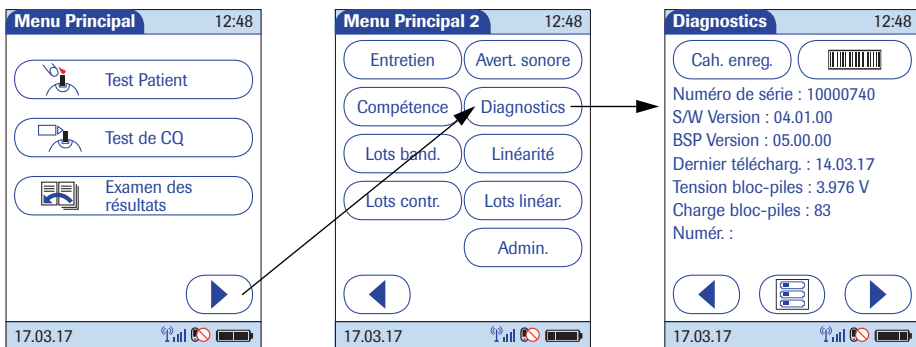 Menu Principal 12:48
Test Patient
Test de CQ
Examen des
résultats
17.03.17
Menu Principal 2 12:48
Entretien Avert. sonore
Compétence Diagnostics
Lots band. Linéarité
Lots contr. Lots linéar.
Admin.
17.03.17
Diagnostics 12:48
Cah. enreg.
Numéro de série : 10000740
S/W Version : 04.01.00
BSP Version : 05.00.00
Dernier télécharg. : 14.03.17
Tension bloc-piles : 3.976 V
Charge bloc-piles : 83
Numér. :
17.03.17